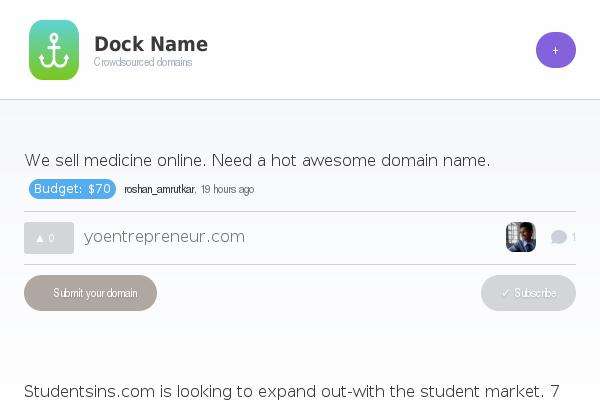 Dock Name
Crowdsourced domains
+
We sell medicine online. Need a hot awesome domain name.
Budget: $70 roshan_amrutkar, 19 hours ago
▲ 0 yoentrepreneur.com 1
Submit your domain ✓ Subscribe
Studentsins.com is looking to expand out-with the student market. 7